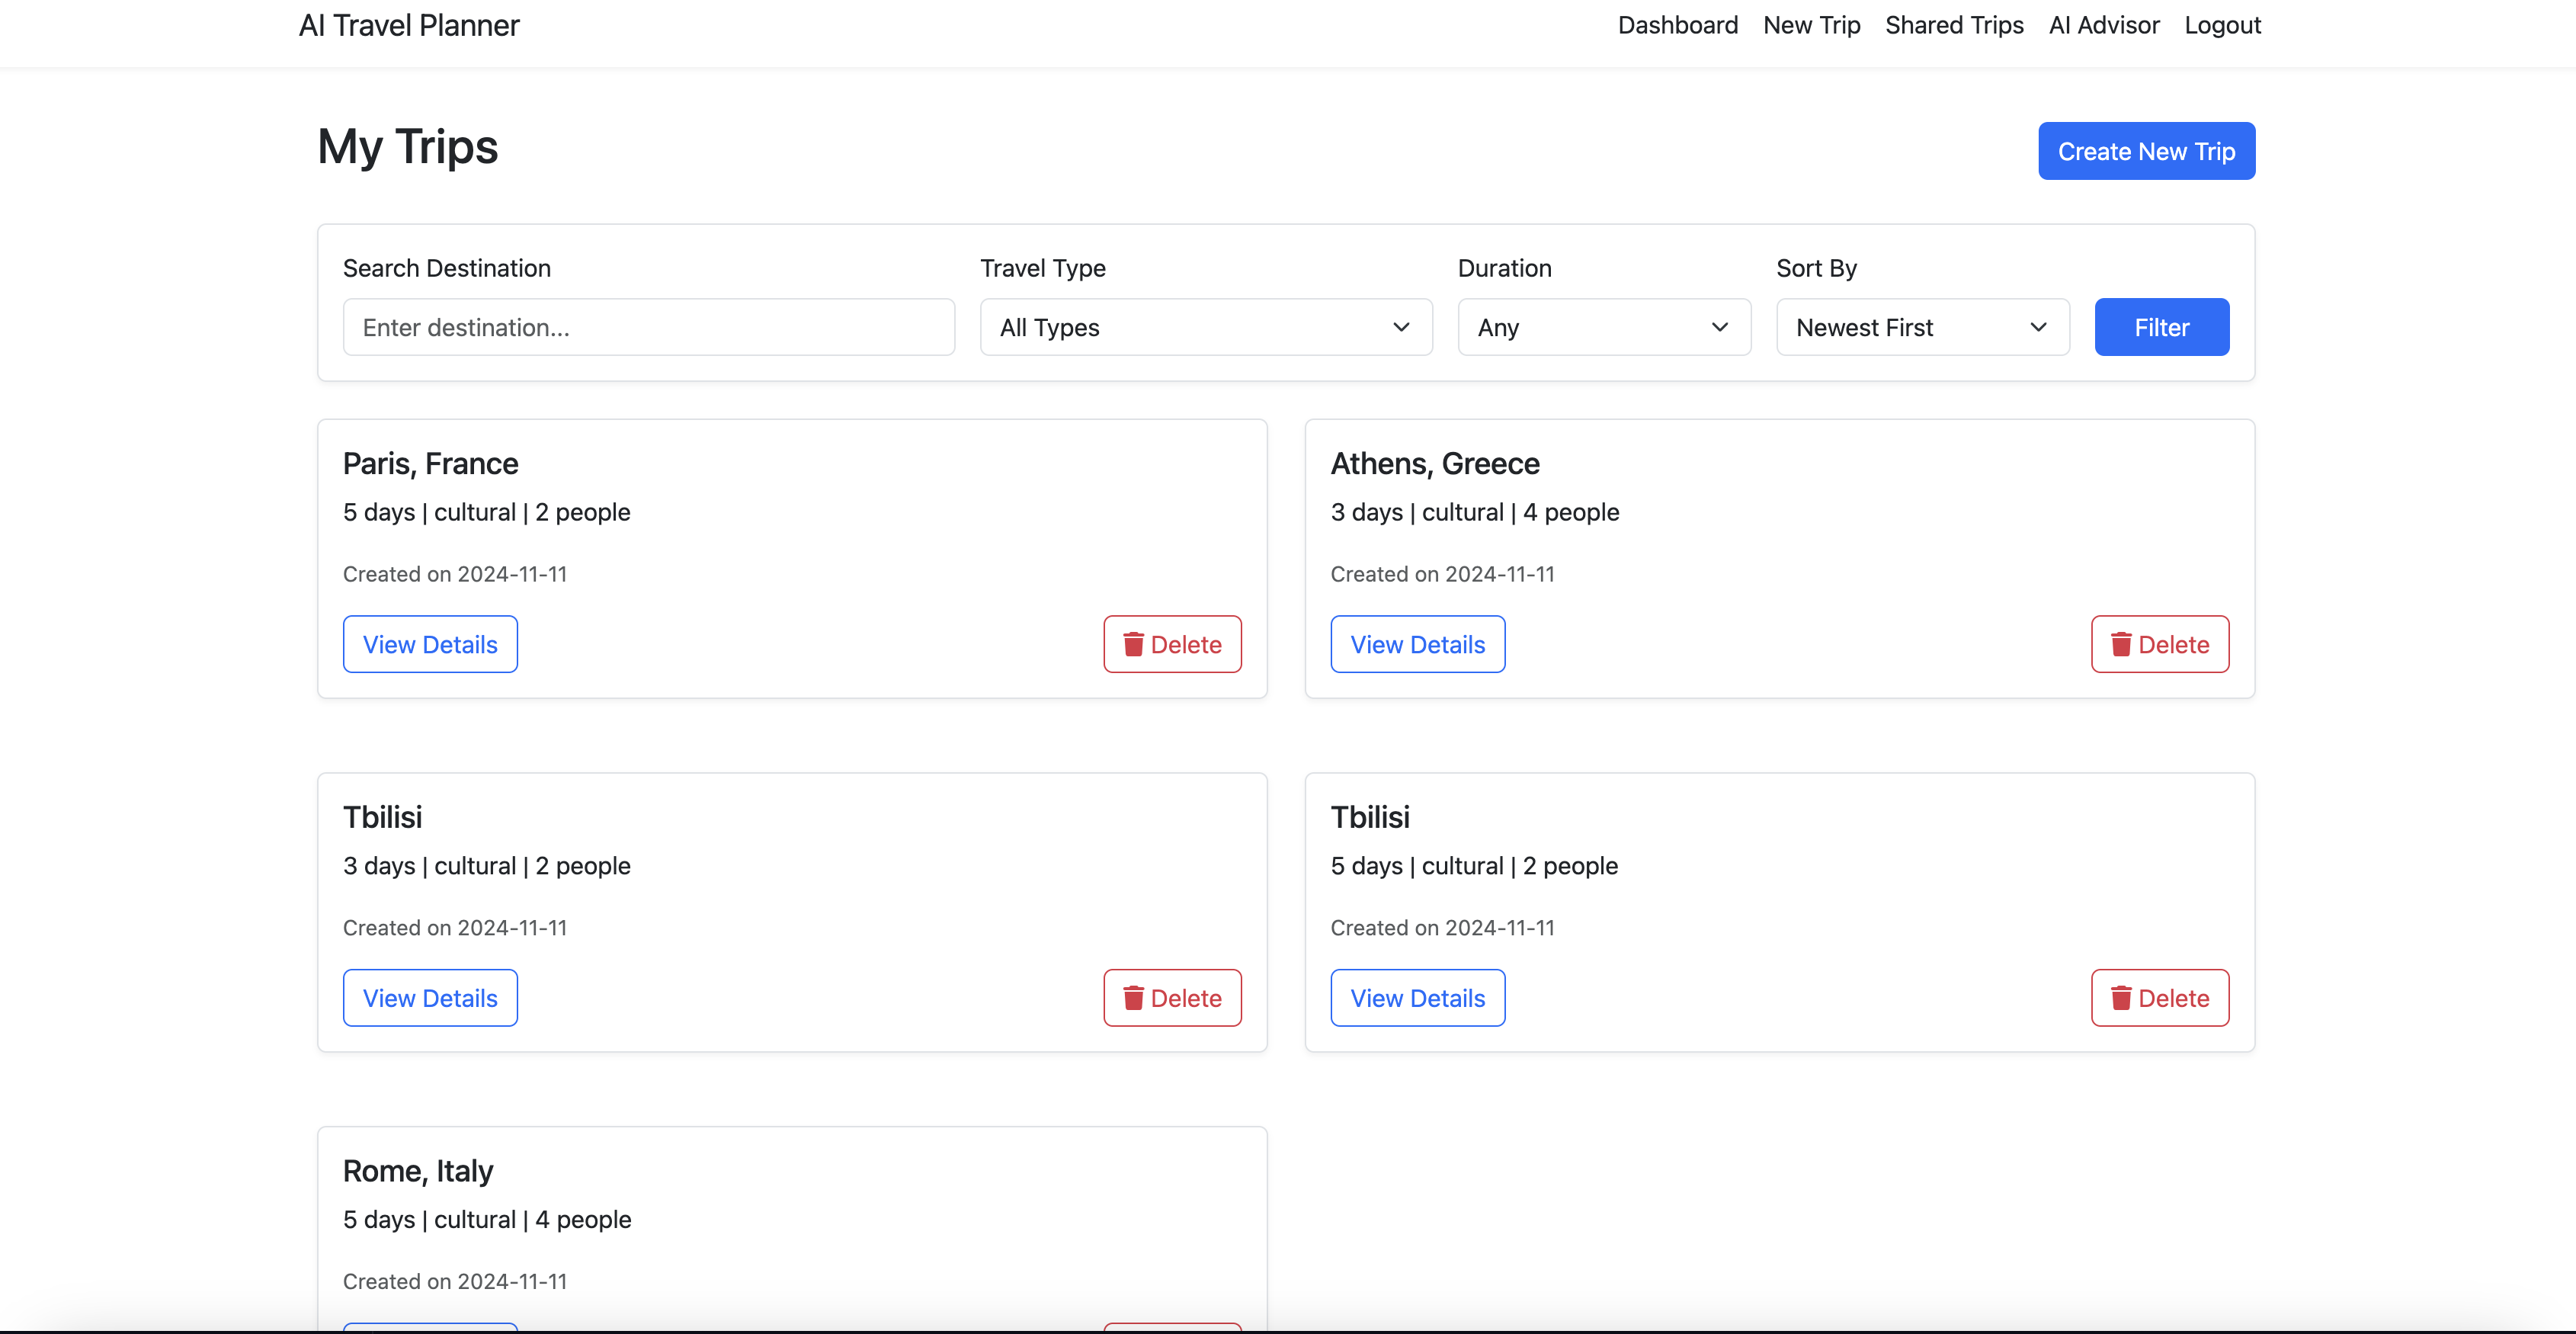 AI Travel Planner
Dashboard New Trip Shared Trips AI Advisor Logout
My Trips
Create New Trip
Search Destination
Enter destination...
Travel Type
All Types
Duration
Any
Sort By
Newest First
Filter
Paris, France
5 days | cultural | 2 people
Created on 2024-11-11
View Details
Delete
Athens, Greece
3 days | cultural | 4 people
Created on 2024-11-11
View Details
Delete
Tbilisi
3 days | cultural | 2 people
Created on 2024-11-11
View Details
Delete
Tbilisi
5 days | cultural | 2 people
Created on 2024-11-11
View Details
Delete
Rome, Italy
5 days | cultural | 4 people
Created on 2024-11-11